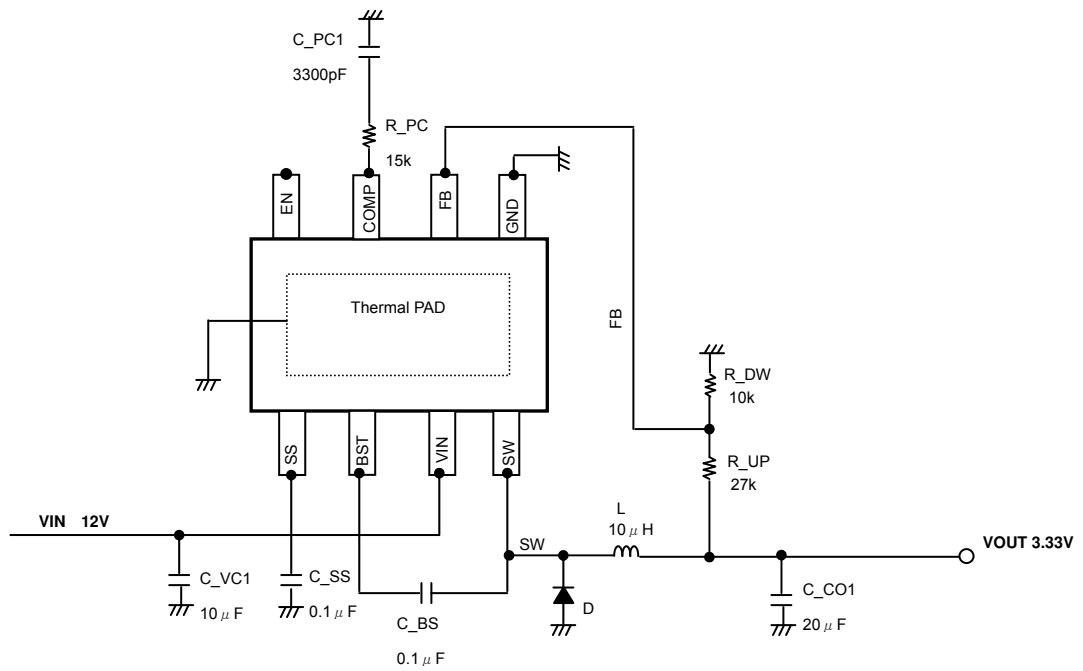 C_PC1
3300pF
R_PC
15k
EN
COMP
FB
GND
Thermal PAD
FB
R_DW
10k
R_UP
27k
SS
BST
VIN
SW
VIN 12V
C_VC1
10μF
C_SS
0.1μF
C_BS
0.1μF
SW
L
10μH
D
VOUT 3.33V
C_CO1
20μF